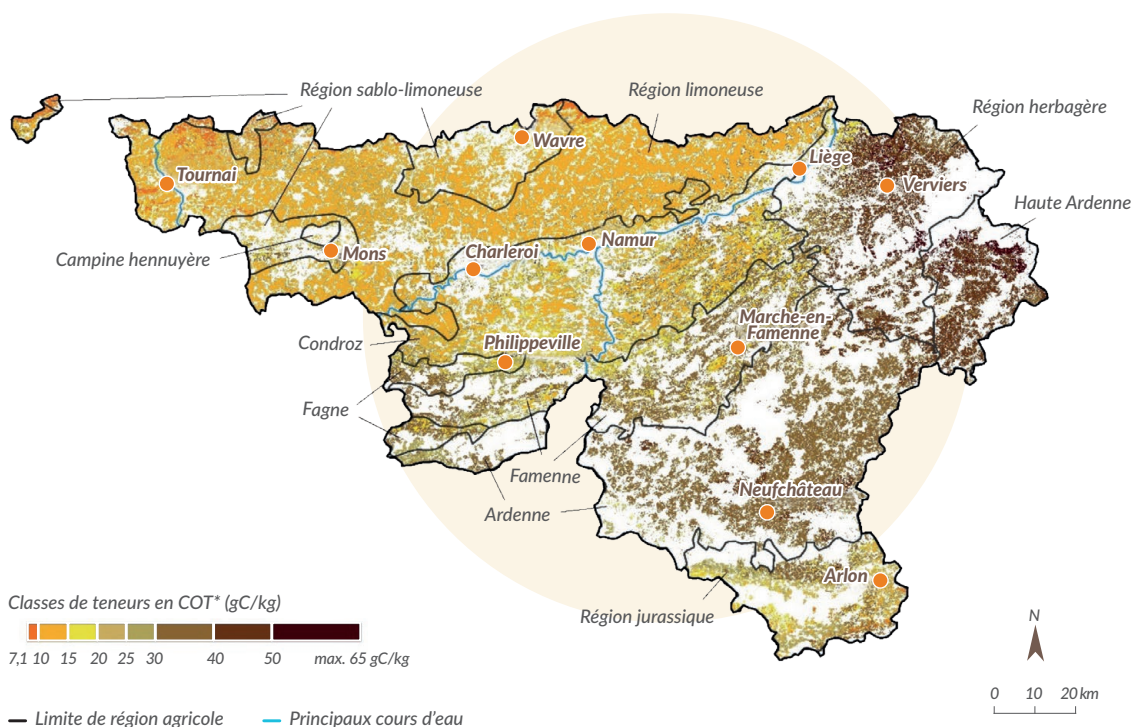 Région sablo-limoneuse
Région limoneuse
Région herbagère
Wavre
Liège
Tournai
Verviers
Haute Ardenne
Namur
Mons
Charleroi
Campine hennuyère
Marche-en-
Famenne
Condroz
Philippeville
Fagne
Famenne
Neufchâteau
Ardenne
Arlon
Région jurassique
Classes de teneurs en COT* (gC/kg)
7,1 10 15 20 25 30 40 50 max. 65 gC/kg
N
0 10 20 km
Limite de région agricole
Principaux cours d'eau